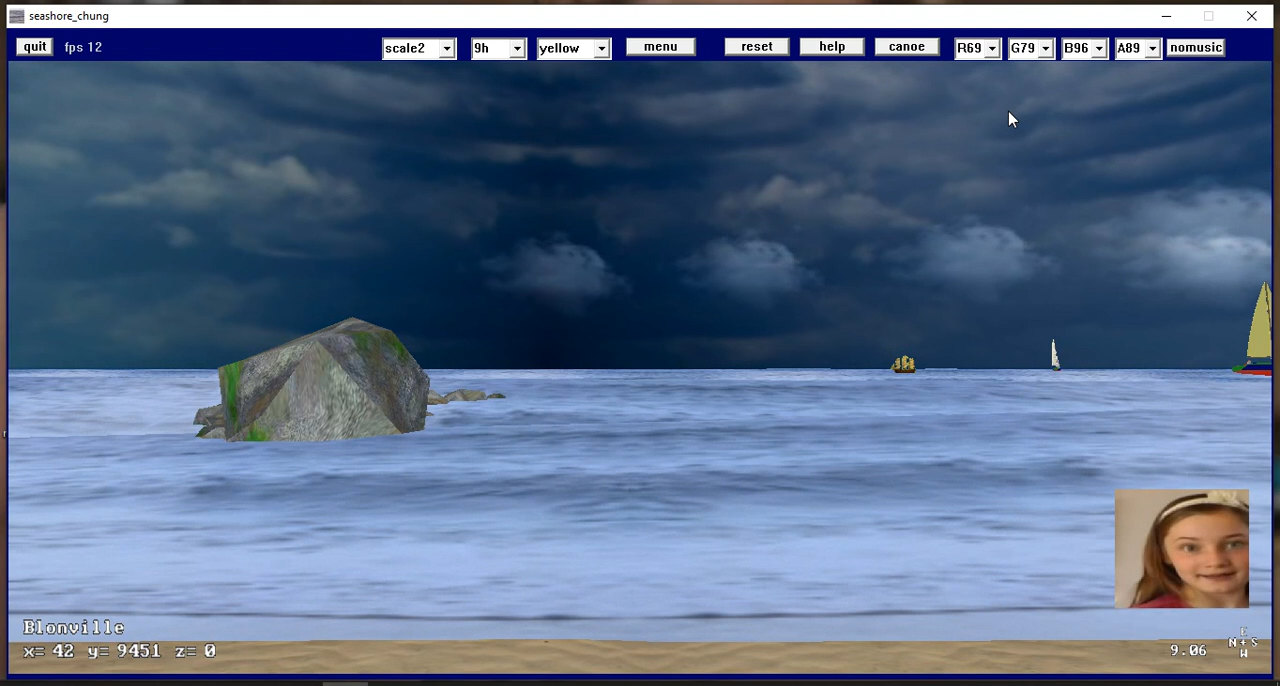 seashore_chung
quit fps 12 scale2 9h yellow menu reset help canoe R69 G79 B96 A89 nomusic
Blonville
x= 42 y= 9451 z= 0
9.06
E
N + S
W